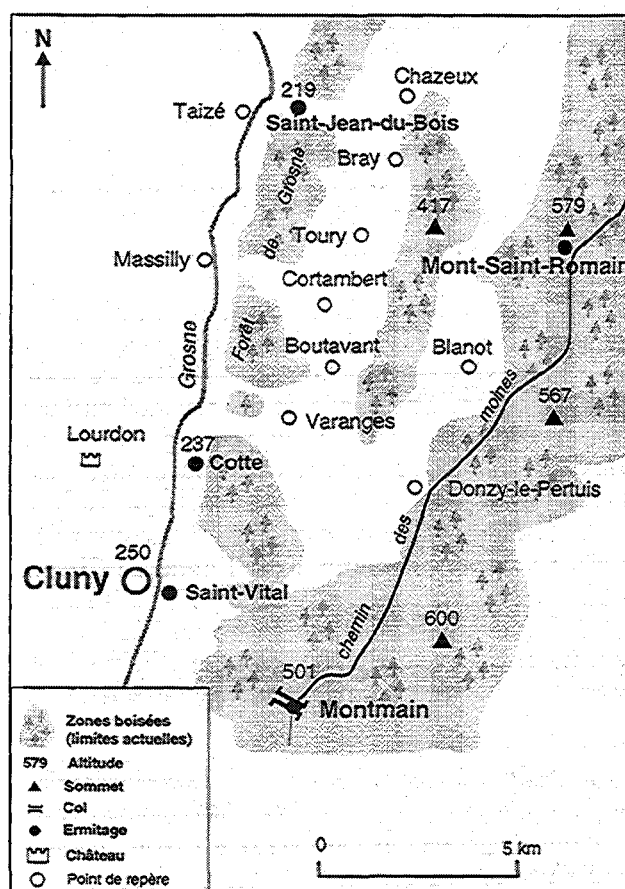 N
Chazeux
219
Taizé
Saint-Jean-du-Bois
Bray
417
579
Toury
Massilly
Mont-Saint-Romain
Cortambert
Forêt de Grosne
Grosne
Boutavant
Blanot
567
Varanges
Lourdon
237
Cotte
Donzy-le-Pertuis
chemin des moines
250
Cluny
Saint-Vital
600
501
Montmain
Zones boisées
(limites actuelles)
579 Altitude
Sommet
Col
Ermitage
Château
Point de repère
0 5 km